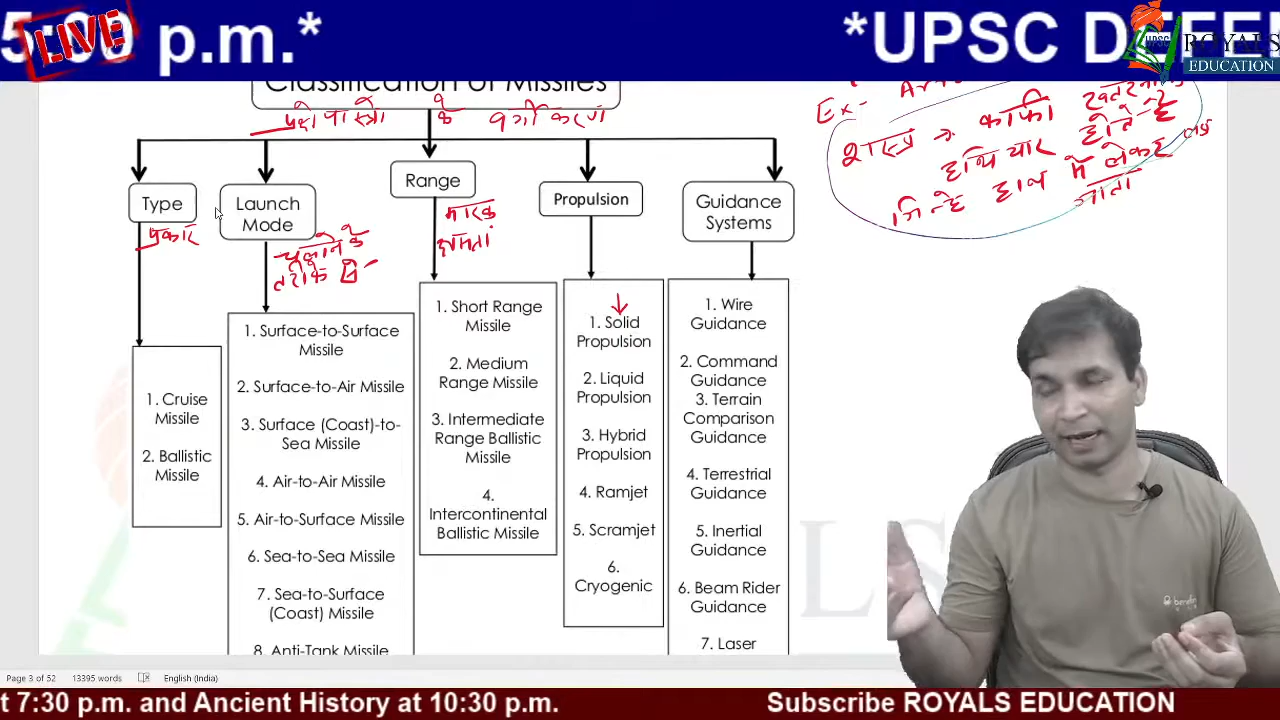 5:00 p.m.*
LIVE
*UPSC DEFE
UPSC
ROYALS
EDUCATION
Classification of Missiles
के वर्गीकरण
Ex-
शस्त्र → काफी
हथियार होते है
जिन्हे हाथ में लेकर
जाता
Type
प्रकार
Launch
Mode
चलाने के
Range
मारक
क्षमता
Propulsion
Guidance
Systems
1. Cruise
Missile
2. Ballistic
Missile
1. Surface-to-Surface
Missile
2. Surface-to-Air Missile
3. Surface (Coast)-to-
Sea Missile
4. Air-to-Air Missile
5. Air-to-Surface Missile
6. Sea-to-Sea Missile
7. Sea-to-Surface
(Coast) Missile
8. Anti-Tank Missile
1. Short Range
Missile
2. Medium
Range Missile
3. Intermediate
Range Ballistic
Missile
4.
Intercontinental
Ballistic Missile
1. Solid
Propulsion
2. Liquid
Propulsion
3. Hybrid
Propulsion
4. Ramjet
5. Scramjet
6.
Cryogenic
1. Wire
Guidance
2. Command
Guidance
3. Terrain
Comparison
Guidance
4. Terrestrial
Guidance
5. Inertial
Guidance
6. Beam Rider
Guidance
7. Laser
Page 3 of 52 13395 words English (India)
t 7:30 p.m. and Ancient History at 10:30 p.m. Subscribe ROYALS EDUCATION